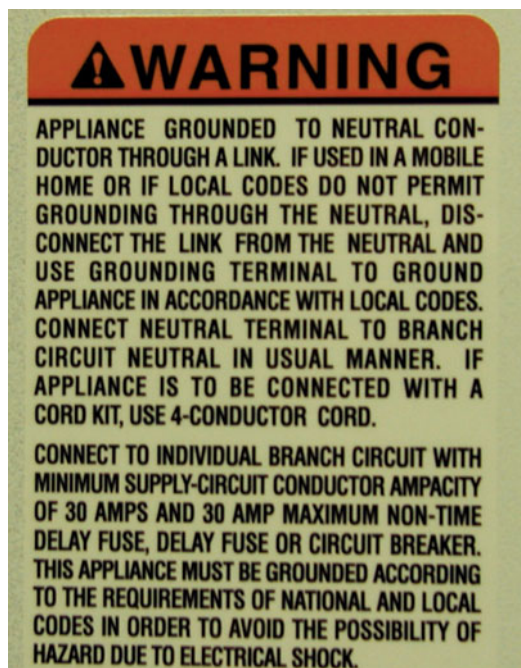 WARNING
APPLIANCE GROUNDED TO NEUTRAL CON-
DUCTOR THROUGH A LINK. IF USED IN A MOBILE
HOME OR IF LOCAL CODES DO NOT PERMIT
GROUNDING THROUGH THE NEUTRAL, DIS-
CONNECT THE LINK FROM THE NEUTRAL AND
USE GROUNDING TERMINAL TO GROUND
APPLIANCE IN ACCORDANCE WITH LOCAL CODES.
CONNECT NEUTRAL TERMINAL TO BRANCH
CIRCUIT NEUTRAL IN USUAL MANNER. IF
APPLIANCE IS TO BE CONNECTED WITH A
CORD KIT, USE 4-CONDUCTOR CORD.
CONNECT TO INDIVIDUAL BRANCH CIRCUIT WITH
MINIMUM SUPPLY-CIRCUIT CONDUCTOR AMPACITY
OF 30 AMPS AND 30 AMP MAXIMUM NON-TIME
DELAY FUSE, DELAY FUSE OR CIRCUIT BREAKER.
THIS APPLIANCE MUST BE GROUNDED ACCORDING
TO THE REQUIREMENTS OF NATIONAL AND LOCAL
CODES IN ORDER TO AVOID THE POSSIBILITY OF
HAZARD DUE TO ELECTRICAL SHOCK.